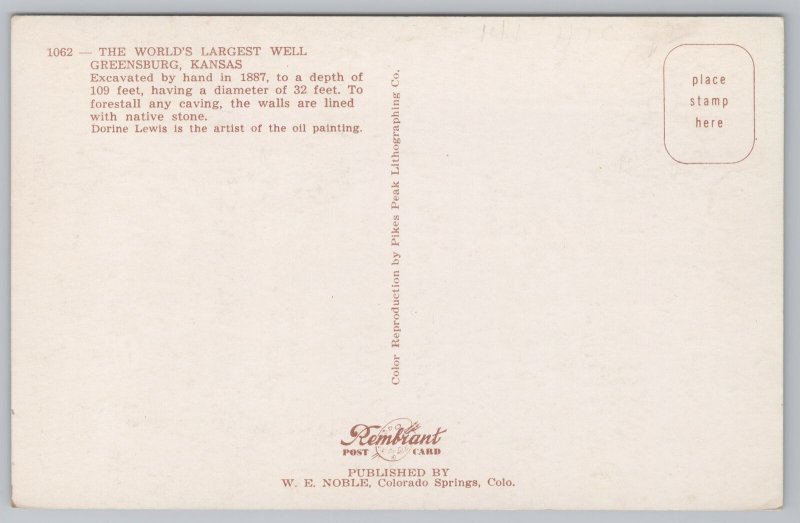 1062 — THE WORLD'S LARGEST WELL
GREENSBURG, KANSAS
Excavated by hand in 1887, to a depth of
109 feet, having a diameter of 32 feet. To
forestall any caving, the walls are lined
with native stone.
Dorine Lewis is the artist of the oil painting.
Color Reproduction by Pikes Peak Lithographing Co.
place
stamp
here
Rembrant
POST CARD
PUBLISHED BY
W. E. NOBLE, Colorado Springs, Colo.